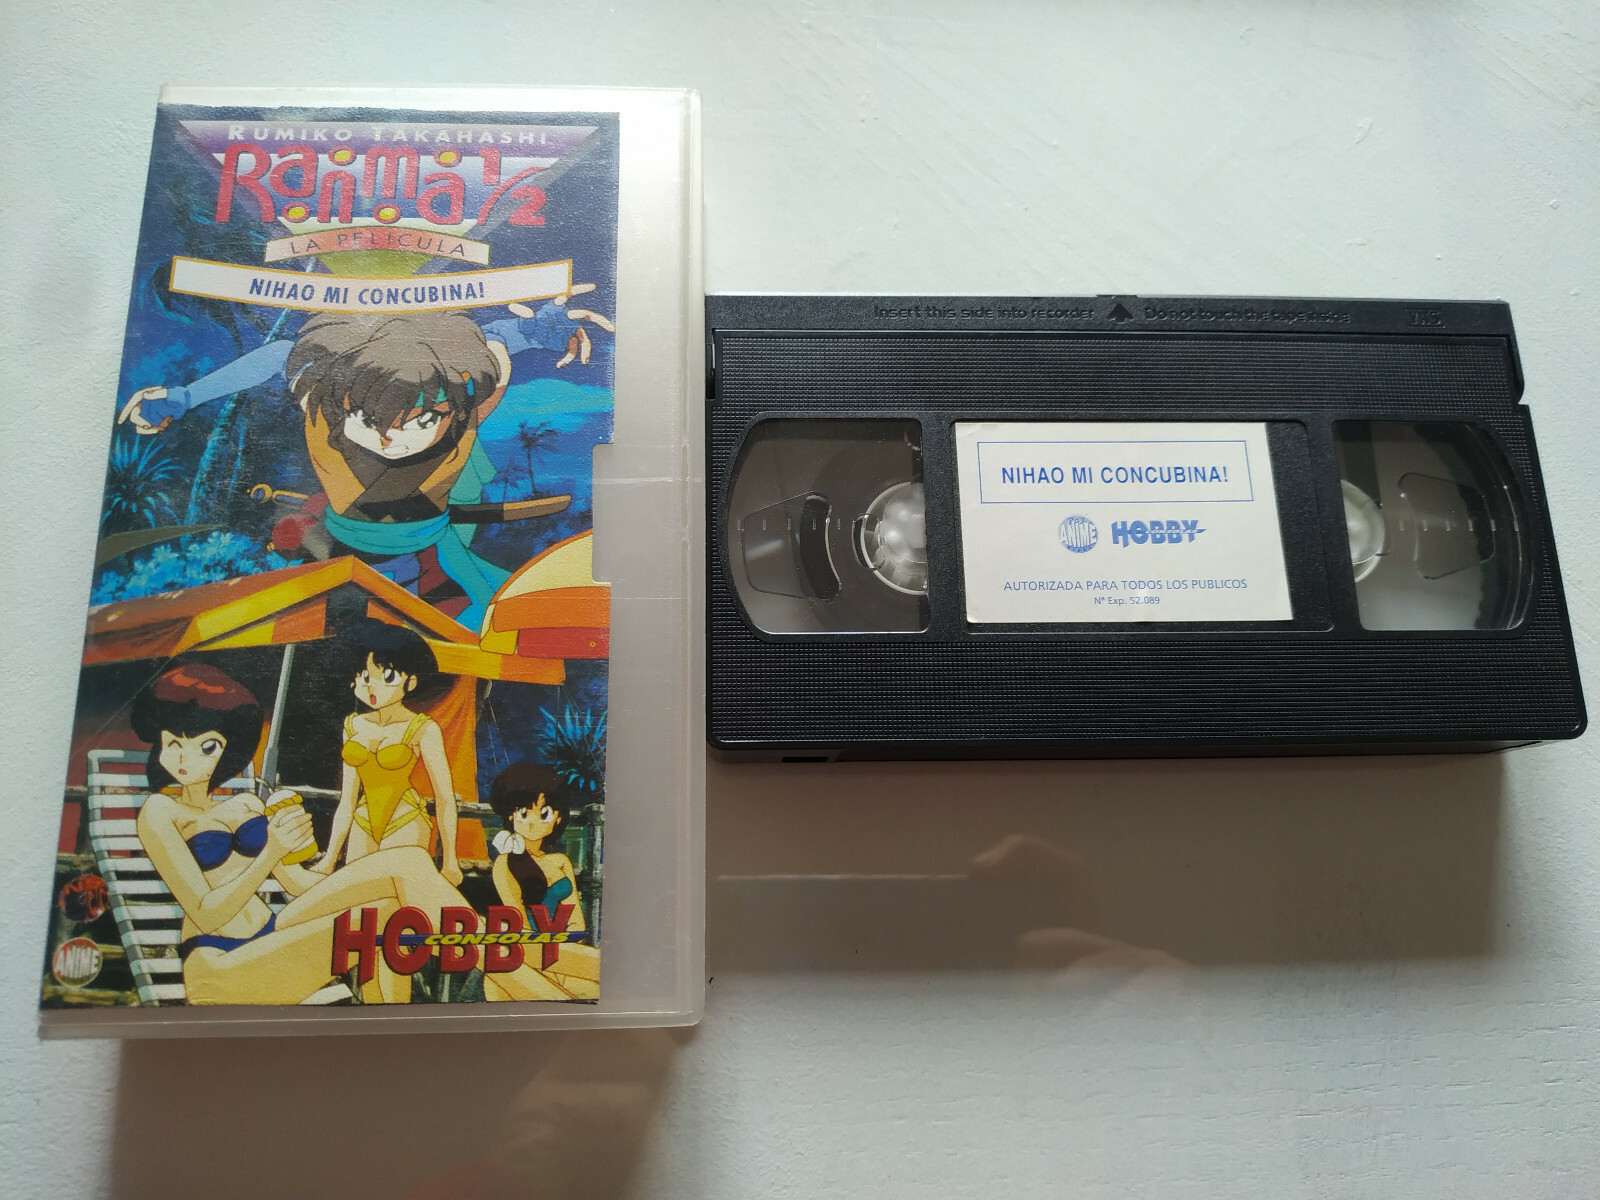 RUMIKO TAKAHASHI
Ranma 1/2
LA PELICULA
NIHAO MI CONCUBINA!
HOBBY
CONSOLAS
ANIME
Insert this side into recorder
Do not touch the tape inside
VHS
NIHAO MI CONCUBINA!
ANIME
HOBBY
AUTORIZADA PARA TODOS LOS PUBLICOS
Nº Exp. 52.089